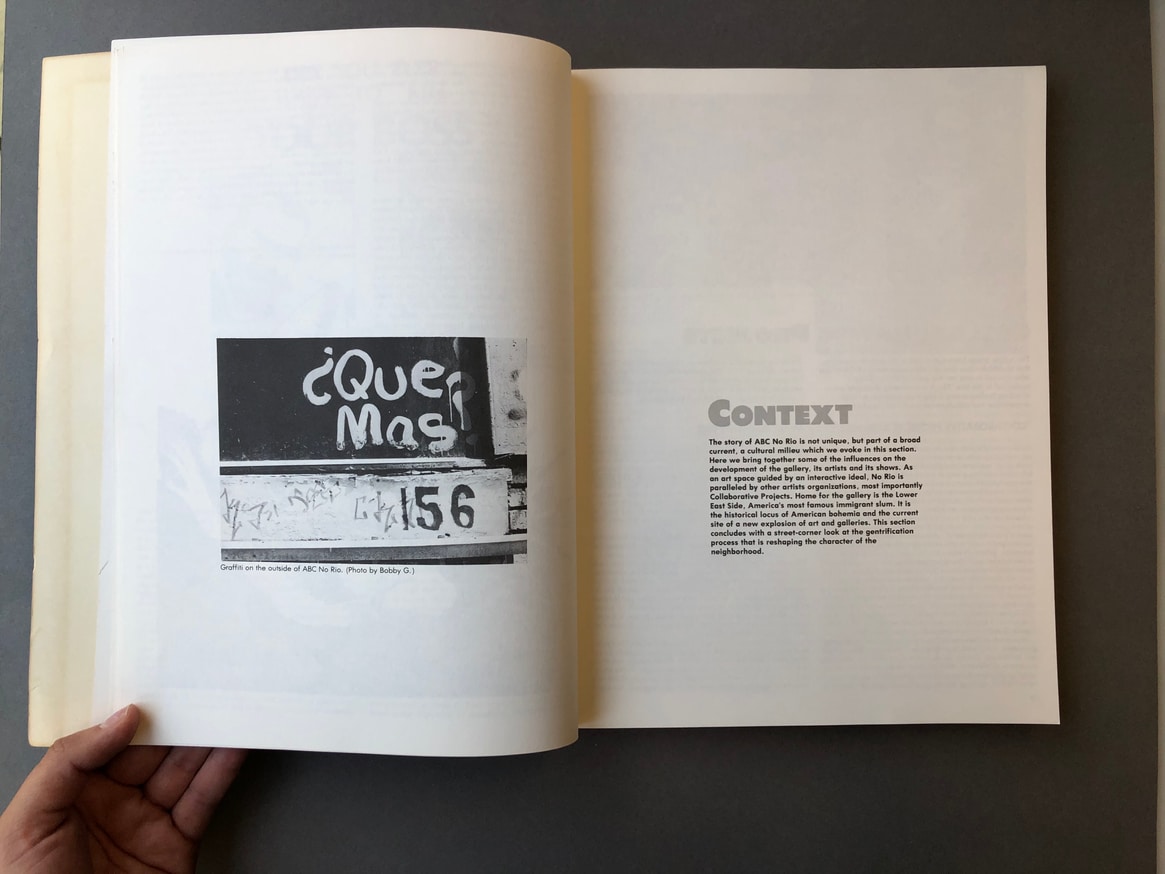 ¿Que
Mas?
156
Graffiti on the outside of ABC No Rio. (Photo by Bobby G.)
CONTEXT
The story of ABC No Rio is not unique, but part of a broad
current, a cultural milieu which we evoke in this section.
Here we bring together some of the influences on the
development of the gallery, its artists and its shows. As
an art space guided by an interactive ideal, No Rio is
paralleled by other artists organizations, most importantly
Collaborative Projects. Home for the gallery is the Lower
East Side, America's most famous immigrant slum. It is
the historical locus of American bohemia and the current
site of a new explosion of art and galleries. This section
concludes with a street-corner look at the gentrification
process that is reshaping the character of the
neighborhood.